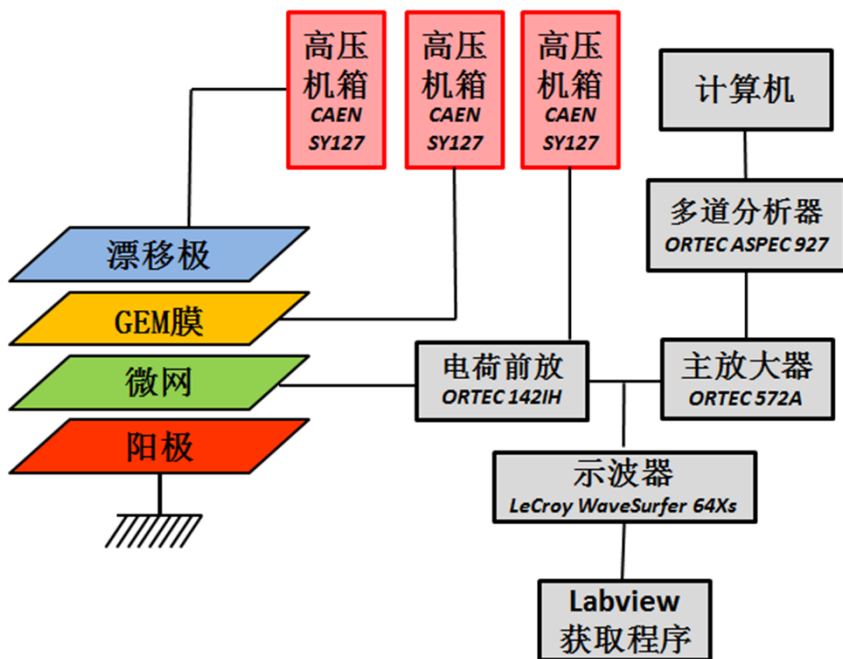 高压
机箱
CAEN
SY127
高压
机箱
CAEN
SY127
高压
机箱
CAEN
SY127
计算机
多道分析器
ORTEC ASPEC 927
漂移极
GEM膜
微网
阳极
电荷前放
ORTEC 142IH
主放大器
ORTEC 572A
示波器
LeCroy WaveSurfer 64Xs
Labview
获取程序